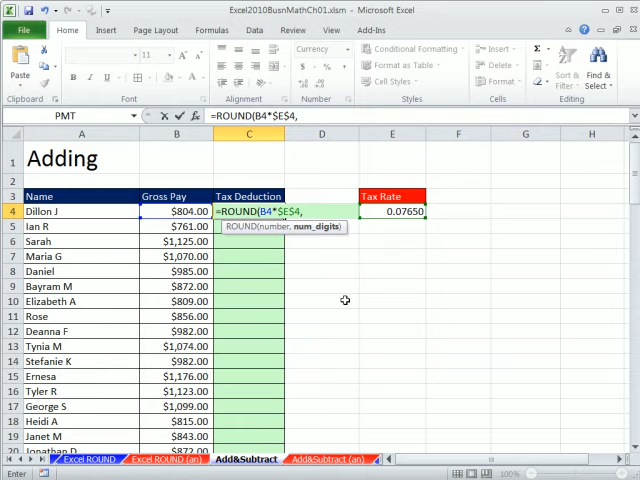 Excel2010BusnMathCh01.xlsm - Microsoft Excel
File Home Insert Page Layout Formulas Data Review View Add-Ins
Paste
B I U
11
Currency
$ % ,
Conditional Formatting
Format as Table
Cell Styles
Insert
Delete
Format
Σ
Sort & Filter
Find & Select
Clipboard Font Alignment Number Styles Cells Editing
PMT fx =ROUND(B4*$E$4,
A B C D E F G H
1 Adding
2
3 Name Gross Pay Tax Deduction Tax Rate
4 Dillon J $804.00 =ROUND(B4*$E$4, 0.07650
ROUND(number, num_digits)
5 Ian R $761.00
6 Sarah $1,125.00
7 Maria G $1,070.00
8 Daniel $985.00
9 Bayram M $872.00
10 Elizabeth A $809.00
11 Rose $856.00
12 Deanna F $982.00
13 Tynia M $1,074.00
14 Stefanie K $982.00
15 Ernesa $1,176.00
16 Tyler R $1,123.00
17 George S $1,099.00
18 Heidi A $815.00
19 Janet M $843.00
20 Jonathan D $872.00
Excel ROUND Excel ROUND (an) Add&Subtract Add&Subtract (an)
Enter 100%